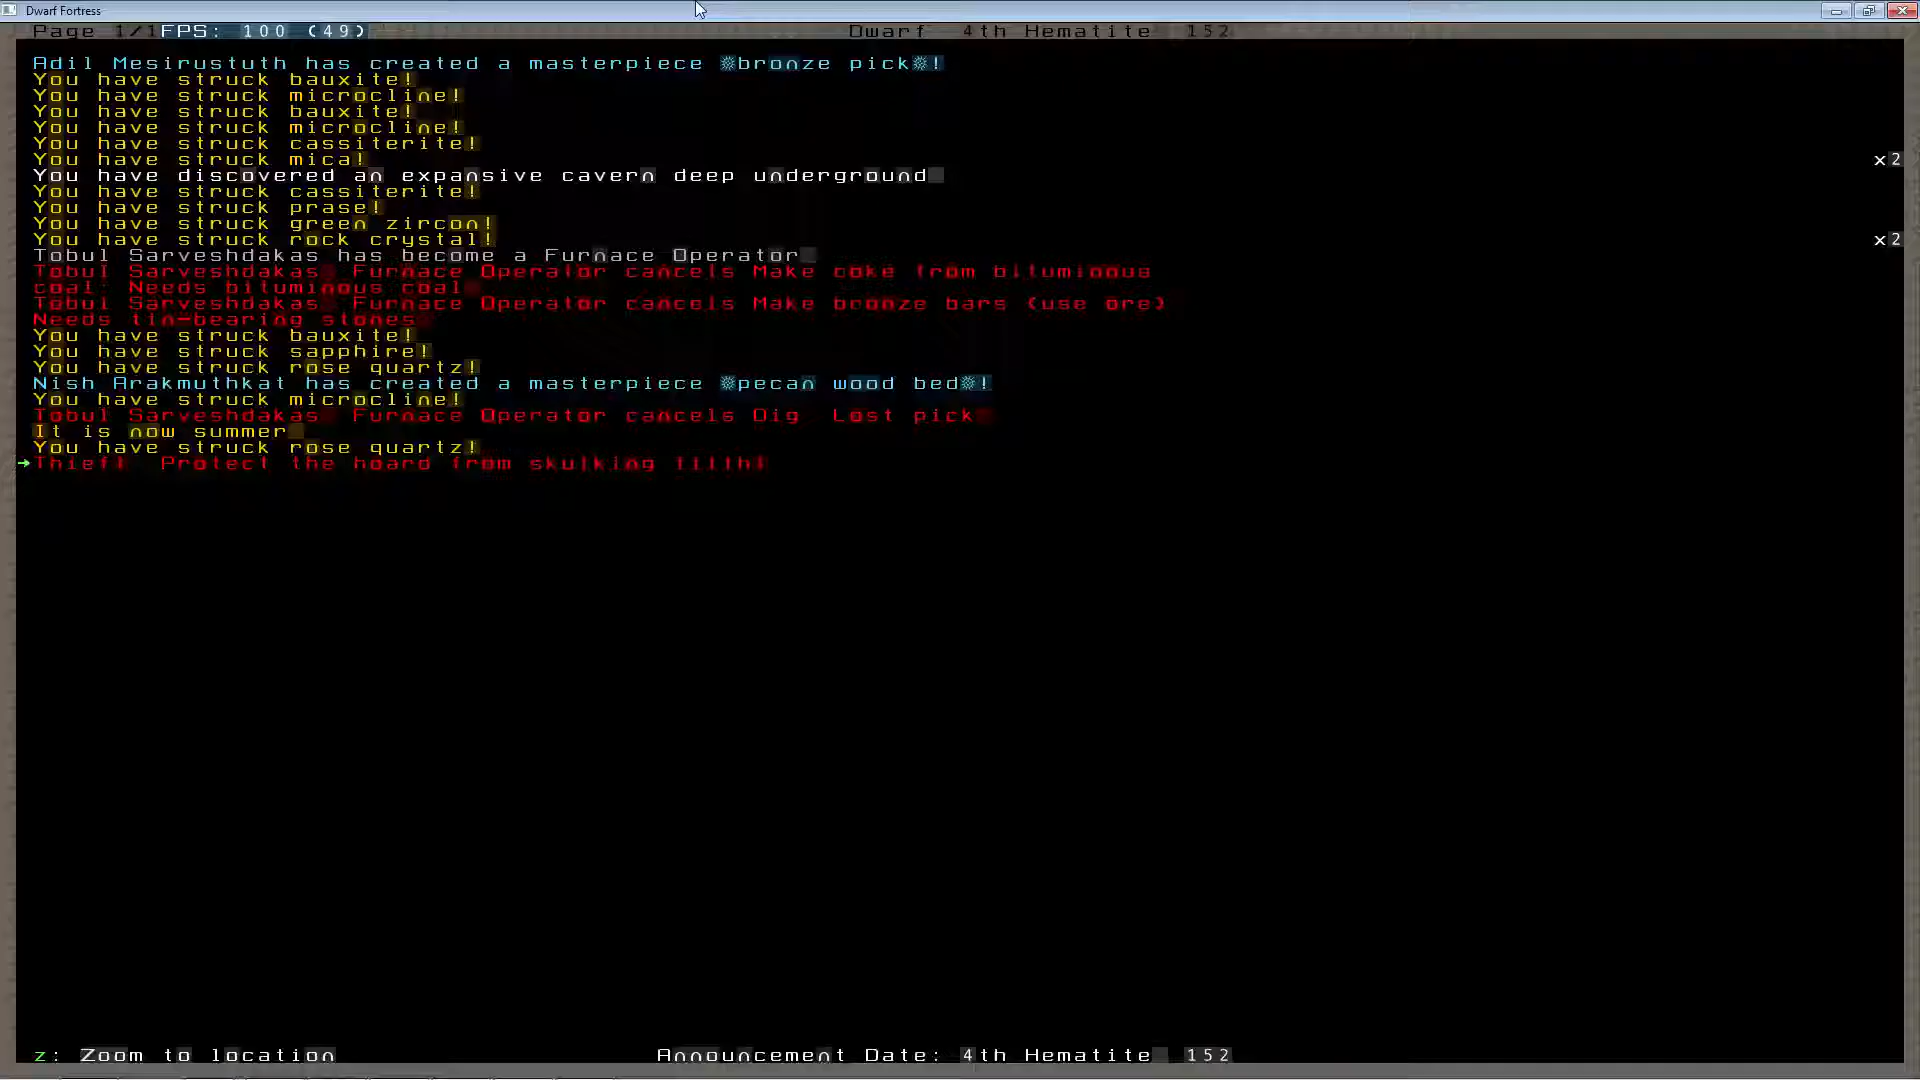 Dwarf Fortress
Page 1/1 FPS: 100 (49) Dwarf 4th Hematite 152
Adil Mesirustuth has created a masterpiece ☼bronze pick☼!
You have struck bauxite!
You have struck microcline!
You have struck bauxite!
You have struck microcline!
You have struck cassiterite!
You have struck mica! x2
You have discovered an expansive cavern deep underground.
You have struck cassiterite!
You have struck prase!
You have struck green zircon!
You have struck rock crystal! x2
Tobul Sarveshdakas has become a Furnace Operator.
Tobul Sarveshdakas, Furnace Operator cancels Make coke from bituminous
coal: Needs bituminous coal.
Tobul Sarveshdakas, Furnace Operator cancels Make bronze bars (use ore)
Needs tin-bearing stones.
You have struck bauxite!
You have struck sapphire!
You have struck rose quartz!
Nish Arakmuthkat has created a masterpiece ☼pecan wood bed☼!
You have struck microcline!
Tobul Sarveshdakas, Furnace Operator cancels Dig: Lost pick.
It is now summer.
You have struck rose quartz!
→Thief! Protect the hoard from skulking filth!
z: Zoom to location Announcement Date: 4th Hematite, 152